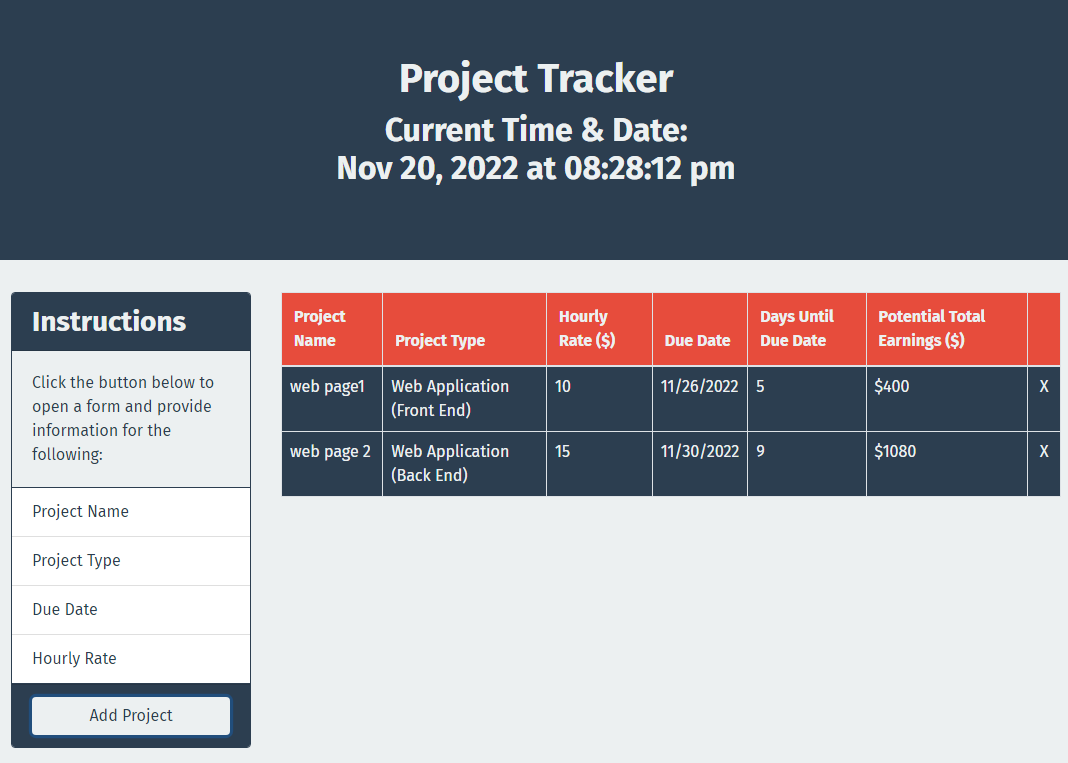 Project Tracker
Current Time & Date:
Nov 20, 2022 at 08:28:12 pm
Instructions
Click the button below to
open a form and provide
information for the
following:
Project Name
Project Type
Due Date
Hourly Rate
Add Project
Project
Name
Project Type
Hourly
Rate ($)
Due Date
Days Until
Due Date
Potential Total
Earnings ($)
web page1
Web Application
(Front End)
10
11/26/2022
5
$400
X
web page 2
Web Application
(Back End)
15
11/30/2022
9
$1080
X